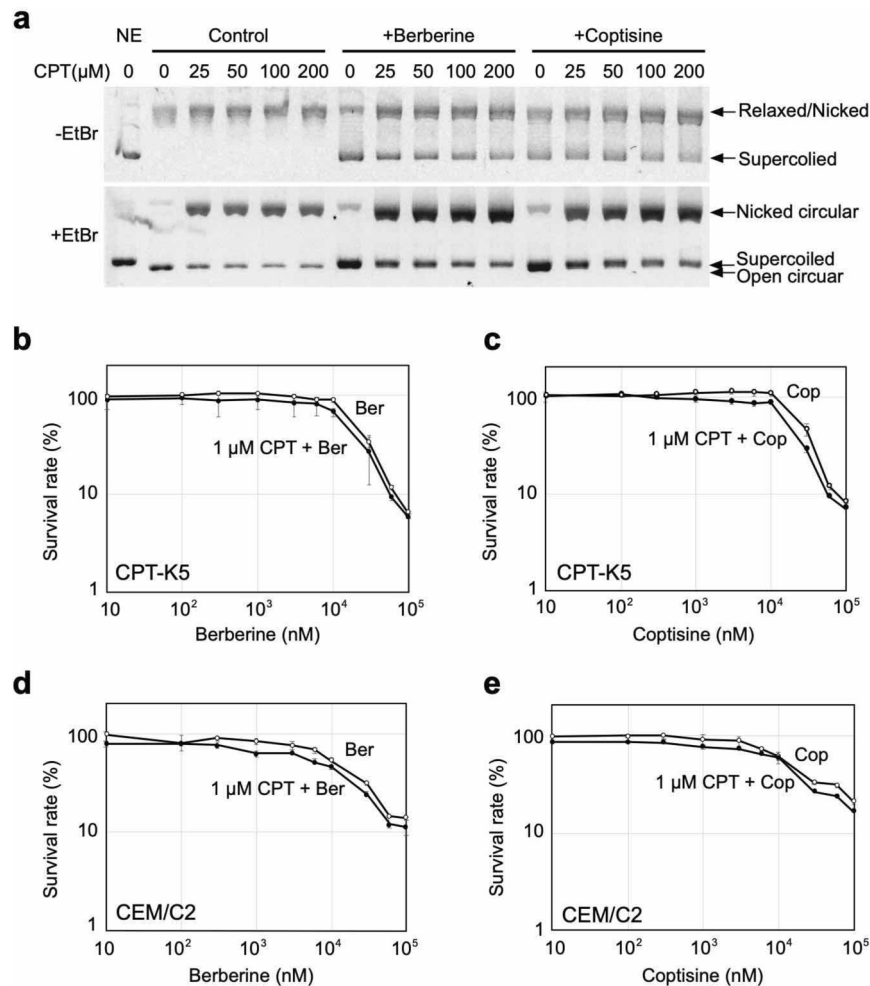 a
NE Control +Berberine +Coptisine
CPT(μM) 0 0 25 50 100 200 0 25 50 100 200 0 25 50 100 200
-EtBr
Relaxed/Nicked
Supercolied
+EtBr
Nicked circular
Supercoiled
Open circuar
b
Survival rate (%)
100
10
1
Ber
1 μM CPT + Ber
CPT-K5
10 10² 10³ 10⁴ 10⁵
Berberine (nM)
c
Survival rate (%)
100
10
1
Cop
1 μM CPT + Cop
CPT-K5
10 10² 10³ 10⁴ 10⁵
Coptisine (nM)
d
Survival rate (%)
100
10
1
Ber
1 μM CPT + Ber
CEM/C2
10 10² 10³ 10⁴ 10⁵
Berberine (nM)
e
Survival rate (%)
100
10
1
Cop
1 μM CPT + Cop
CEM/C2
10 10² 10³ 10⁴ 10⁵
Coptisine (nM)